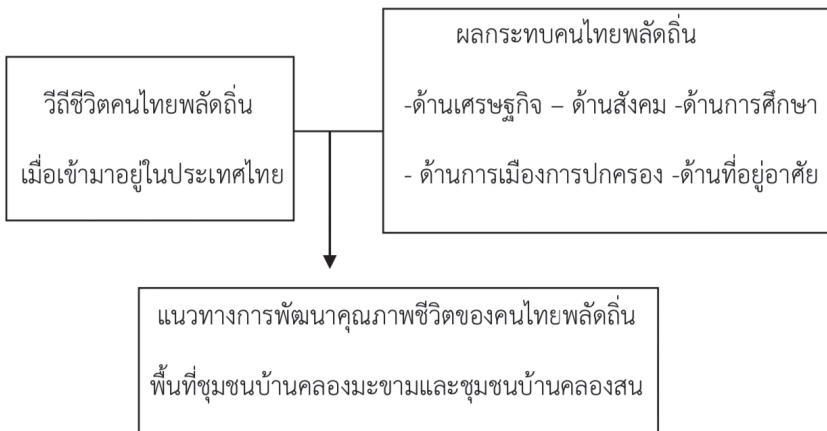 วีถีชีวิตคนไทยพลัดถิ่น
เมื่อเข้ามาอยู่ในประเทศไทย
ผลกระทบคนไทยพลัดถิ่น
-ด้านเศรษฐกิจ – ด้านสังคม -ด้านการศึกษา
- ด้านการเมืองการปกครอง -ด้านที่อยู่อาศัย
แนวทางการพัฒนาคุณภาพชีวิตของคนไทยพลัดถิ่น
พื้นที่ชุมชนบ้านคลองมะขามและชุมชนบ้านคลองสน